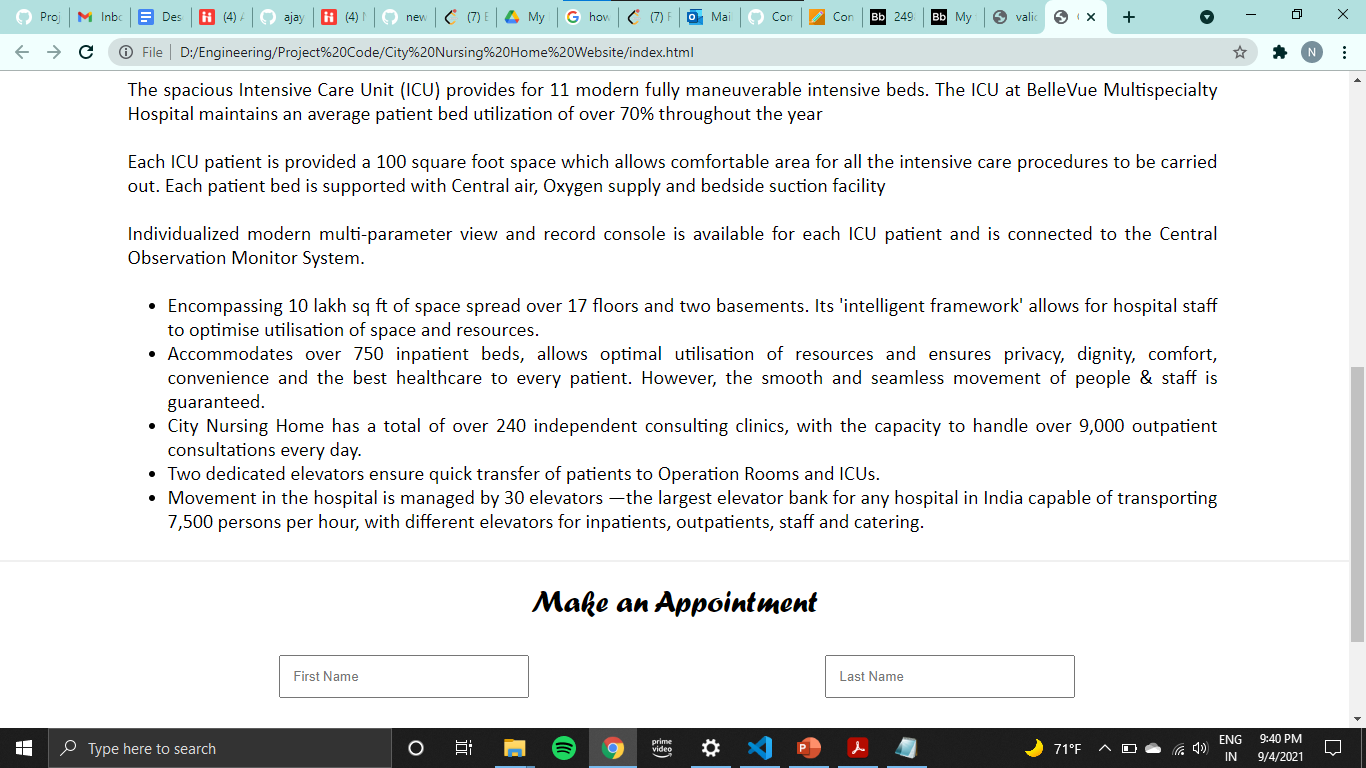 Proj
Inbc
Des
(4) A
ajay
(4) N
new
(7) E
My
how
(7) F
Mai
Con
Con
Bb 249
Bb My
valic
File D:/Engineering/Project%20Code/City%20Nursing%20Home%20Website/index.html
N
The spacious Intensive Care Unit (ICU) provides for 11 modern fully maneuverable intensive beds. The ICU at BelleVue Multispecialty
Hospital maintains an average patient bed utilization of over 70% throughout the year
Each ICU patient is provided a 100 square foot space which allows comfortable area for all the intensive care procedures to be carried
out. Each patient bed is supported with Central air, Oxygen supply and bedside suction facility
Individualized modern multi-parameter view and record console is available for each ICU patient and is connected to the Central
Observation Monitor System.
• Encompassing 10 lakh sq ft of space spread over 17 floors and two basements. Its 'intelligent framework' allows for hospital staff
to optimise utilisation of space and resources.
• Accommodates over 750 inpatient beds, allows optimal utilisation of resources and ensures privacy, dignity, comfort,
convenience and the best healthcare to every patient. However, the smooth and seamless movement of people & staff is
guaranteed.
• City Nursing Home has a total of over 240 independent consulting clinics, with the capacity to handle over 9,000 outpatient
consultations every day.
• Two dedicated elevators ensure quick transfer of patients to Operation Rooms and ICUs.
• Movement in the hospital is managed by 30 elevators —the largest elevator bank for any hospital in India capable of transporting
7,500 persons per hour, with different elevators for inpatients, outpatients, staff and catering.
Make an Appointment
First Name
Last Name
Type here to search
prime
video
71°F
ENG
IN
9:40 PM
9/4/2021